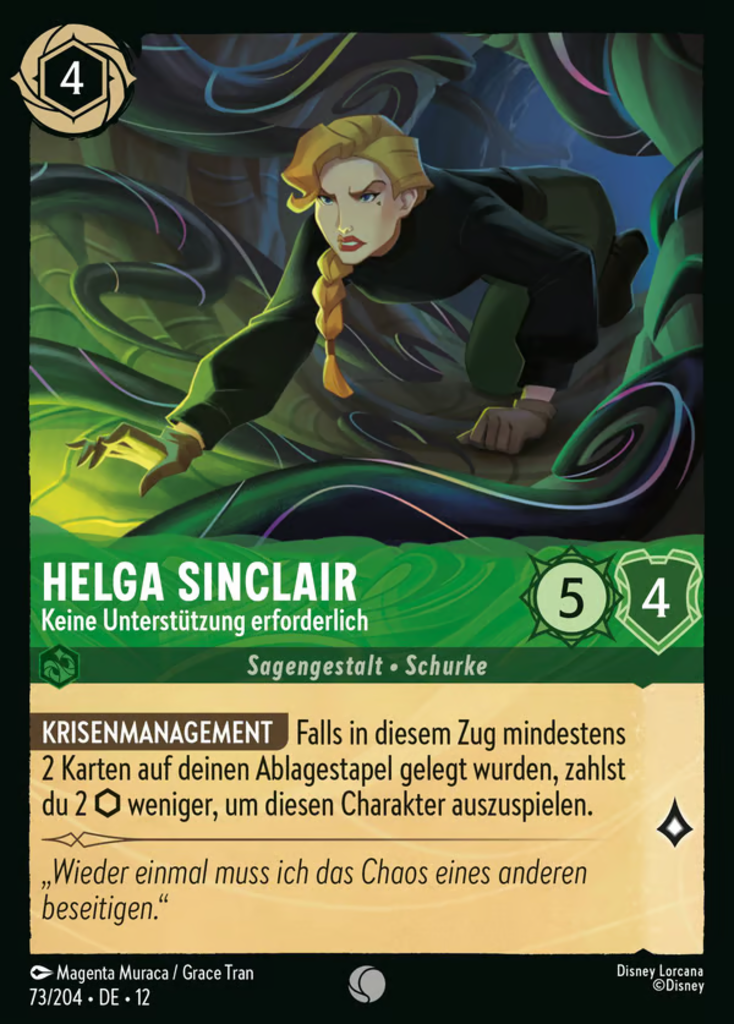 4
HELGA SINCLAIR
Keine Unterstützung erforderlich
5
4
Sagengestalt • Schurke
KRISENMANAGEMENT Falls in diesem Zug mindestens
2 Karten auf deinen Ablagestapel gelegt wurden, zahlst
du 2 ⬡ weniger, um diesen Charakter auszuspielen.
„Wieder einmal muss ich das Chaos eines anderen
beseitigen.“
Magenta Muraca / Grace Tran
73/204 • DE • 12
Disney Lorcana
©Disney